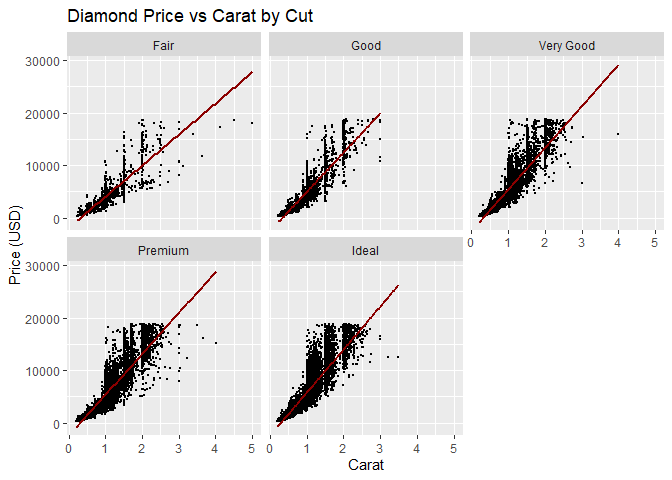 Diamond Price vs Carat by Cut
Fair Good Very Good
30000
20000
10000
0
0 1 2 3 4 5
Premium Ideal
30000
20000
10000
0
0 1 2 3 4 5 0 1 2 3 4 5
Price (USD)
Carat